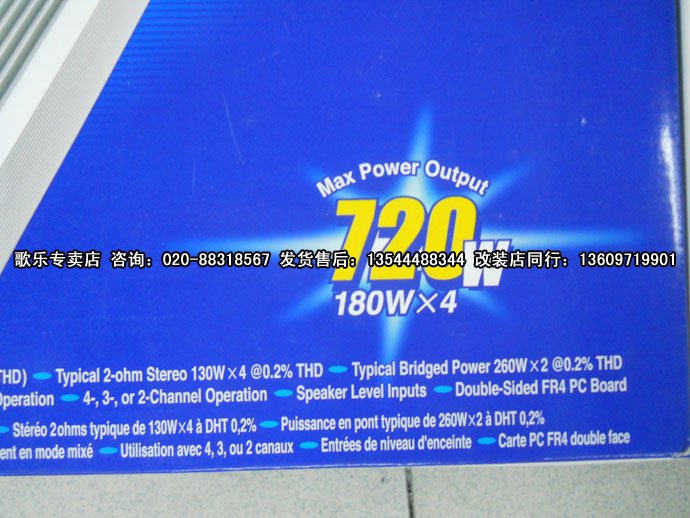 Max Power Output
720W
歌乐专卖店 咨询：020-88318567 发货售后：13544488344 改装店同行：13609719901
180W×4
THD) Typical 2-ohm Stereo 130W×4 @0.2% THD Typical Bridged Power 260W×2 @0.2% THD
Operation 4-, 3-, or 2-Channel Operation Speaker Level Inputs Double-Sided FR4 PC Board
Stéréo 2 ohms typique de 130W×4 à DHT 0,2% Puissance en pont typique de 260W×2 à DHT 0,2%
ent en mode mixé Utilisation avec 4, 3, ou 2 canaux Entrées de niveau d'enceinte Carte PC FR4 double face